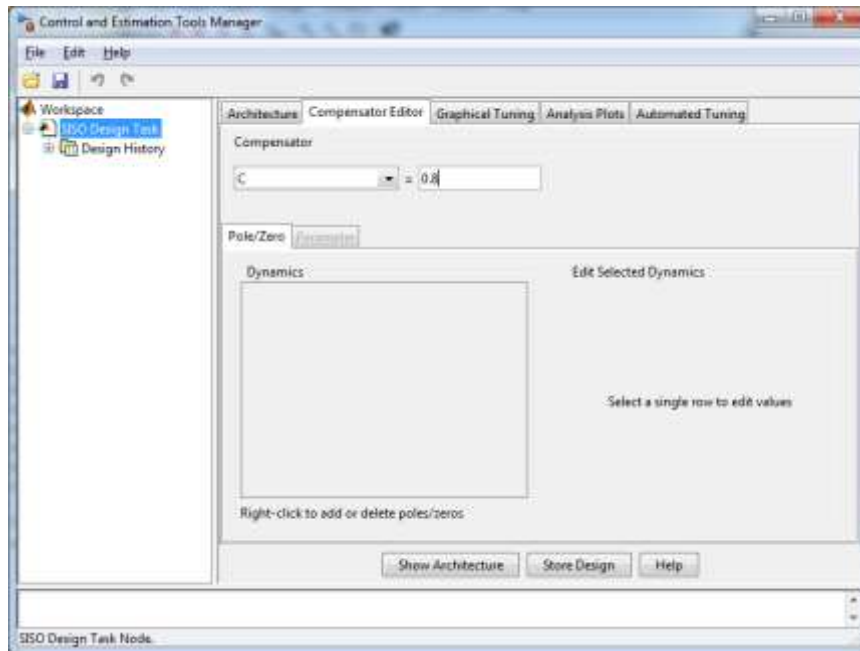 Control and Estimation Tools Manager
File Edit Help
Workspace
SISO Design Task
Design History
Architecture Compensator Editor Graphical Tuning Analysis Plots Automated Tuning
Compensator
C = 0.8
Pole/Zero Parameter
Dynamics Edit Selected Dynamics
Select a single row to edit values
Right-click to add or delete poles/zeros
Show Architecture Store Design Help
SISO Design Task Node.